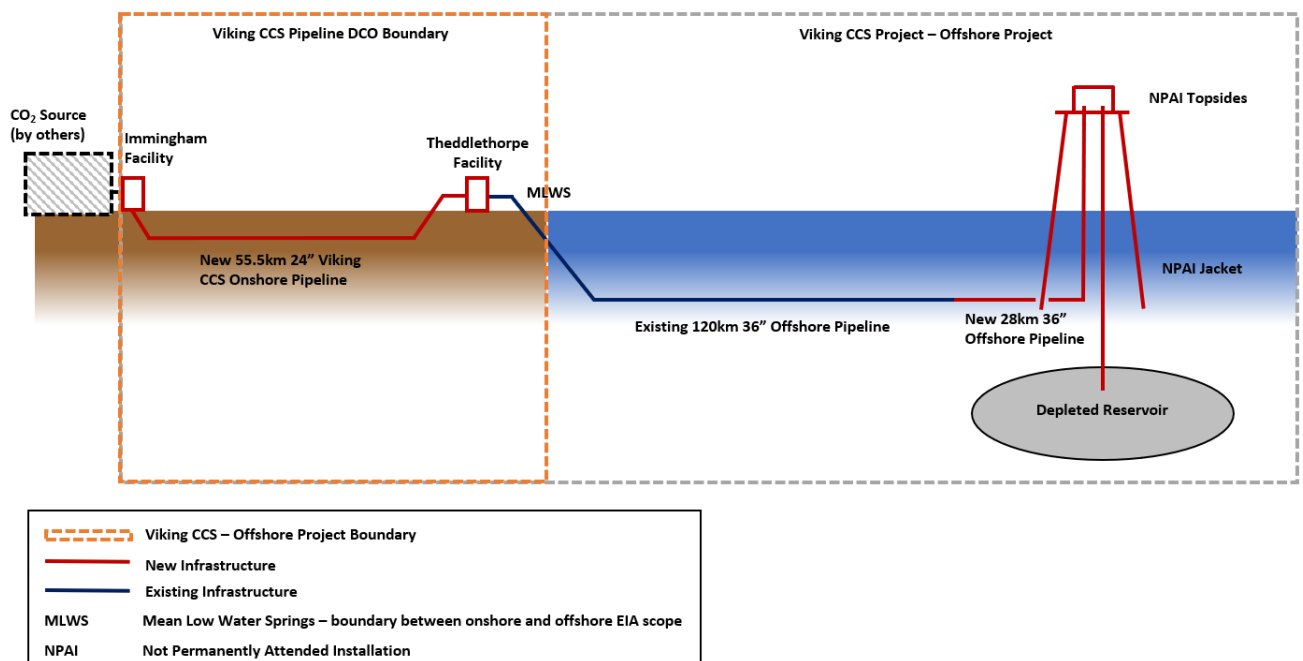 Viking CCS Pipeline DCO Boundary
Viking CCS Project – Offshore Project
CO₂ Source
(by others)
Immingham
Facility
Theddlethorpe
Facility
MLWS
NPAI Topsides
NPAI Jacket
New 55.5km 24” Viking
CCS Onshore Pipeline
Existing 120km 36” Offshore Pipeline
New 28km 36”
Offshore Pipeline
Depleted Reservoir
Viking CCS – Offshore Project Boundary
New Infrastructure
Existing Infrastructure
MLWS Mean Low Water Springs – boundary between onshore and offshore EIA scope
NPAI Not Permanently Attended Installation